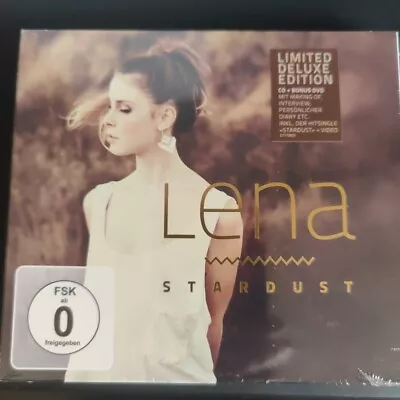 LIMITED
DELUXE
EDITION
CD + BONUS DVD
MIT MAKING OF,
INTERVIEW,
PERSÖNLICHER
DIARY ETC.
INKL. DER HITSINGLE
»STARDUST« + VIDEO
Lena
STARDUST
FSK
ab
0
freigegeben